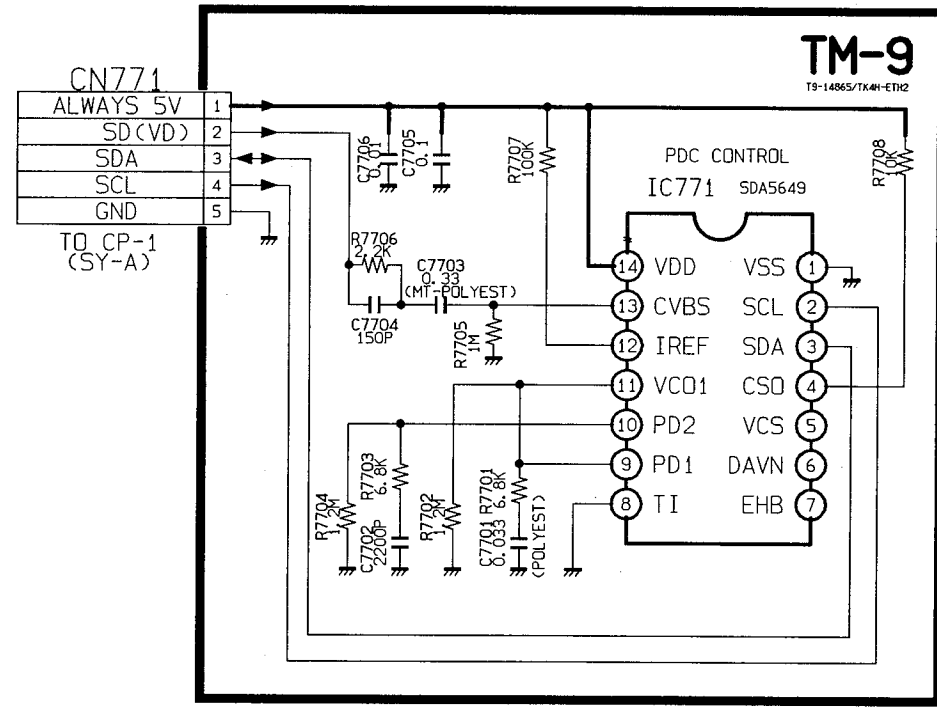 TM-9
T9-14865/TK4H-ETH2
CN771
ALWAYS 5V 1
SD(VD) 2
SDA 3
SCL 4
GND 5
TO CP-1
(SY-A)
C7706
0.01
C7705
0.1
R7707
100K
R7708
10K
PDC CONTROL
IC771 SDA5649
R7706
2.2K
C7703
0.33
(MT-POLYEST)
C7704
150P
R7705
1M
14 VDD VSS 1
13 CVBS SCL 2
12 IREF SDA 3
11 VCO1 CSO 4
10 PD2 VCS 5
9 PD1 DAVN 6
8 TI EHB 7
R7704
1.2M
R7703
6.8K
C7702
2200P
R7702
1.2M
R7701
6.8K
C7701
0.033
(POLYEST)